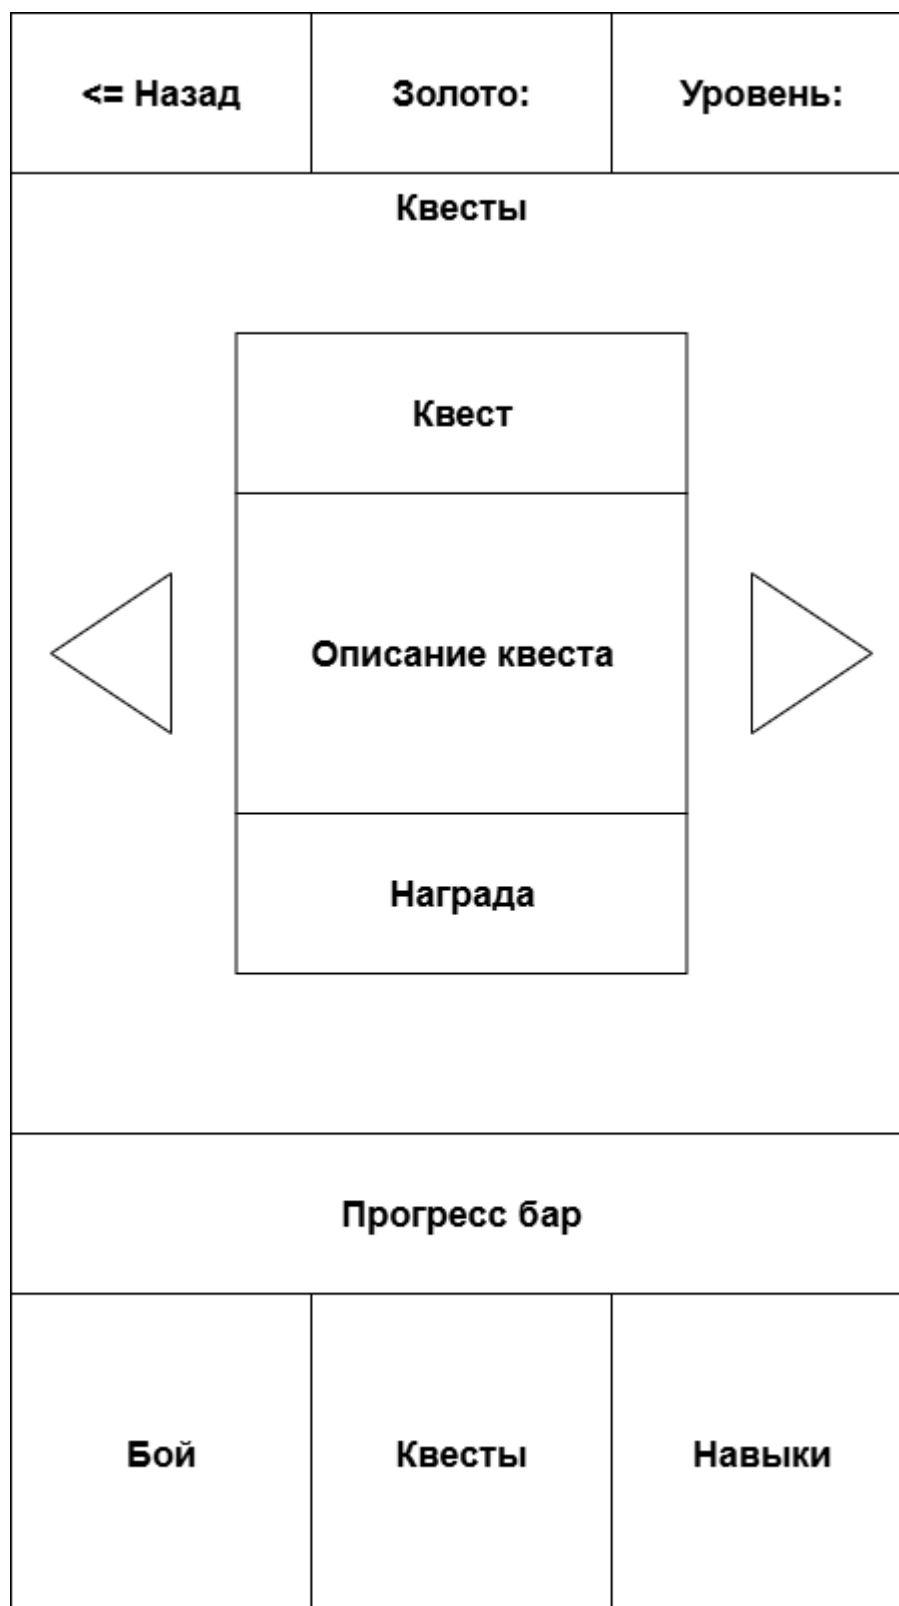 <= Назад
Золото:
Уровень:
Квесты
Квест
Описание квеста
Награда
Прогресс бар
Бой
Квесты
Навыки